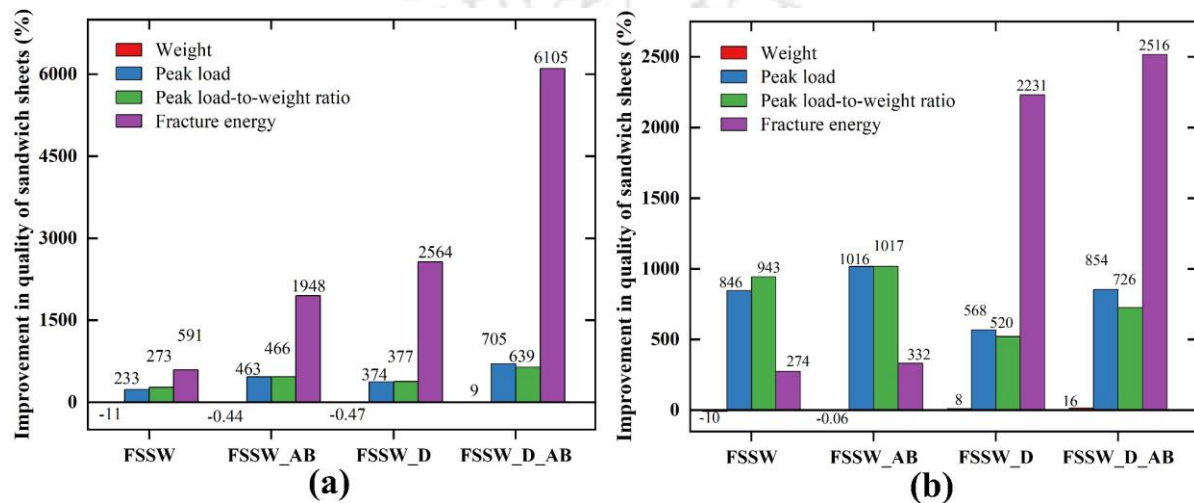 Improvement in quality of sandwich sheets (%)
6000
4500
3000
1500
0
Weight
Peak load
Peak load-to-weight ratio
Fracture energy
-11
233
273
591
-0.44
463
466
1948
-0.47
374
377
2564
9
705
639
6105
FSSW
FSSW_AB
FSSW_D
FSSW_D_AB
(a)
Improvement in quality of sandwich sheets (%)
2500
2000
1500
1000
500
0
Weight
Peak load
Peak load-to-weight ratio
Fracture energy
-10
846
943
274
-0.06
1016
1017
332
8
568
520
2231
16
854
726
2516
FSSW
FSSW_AB
FSSW_D
FSSW_D_AB
(b)